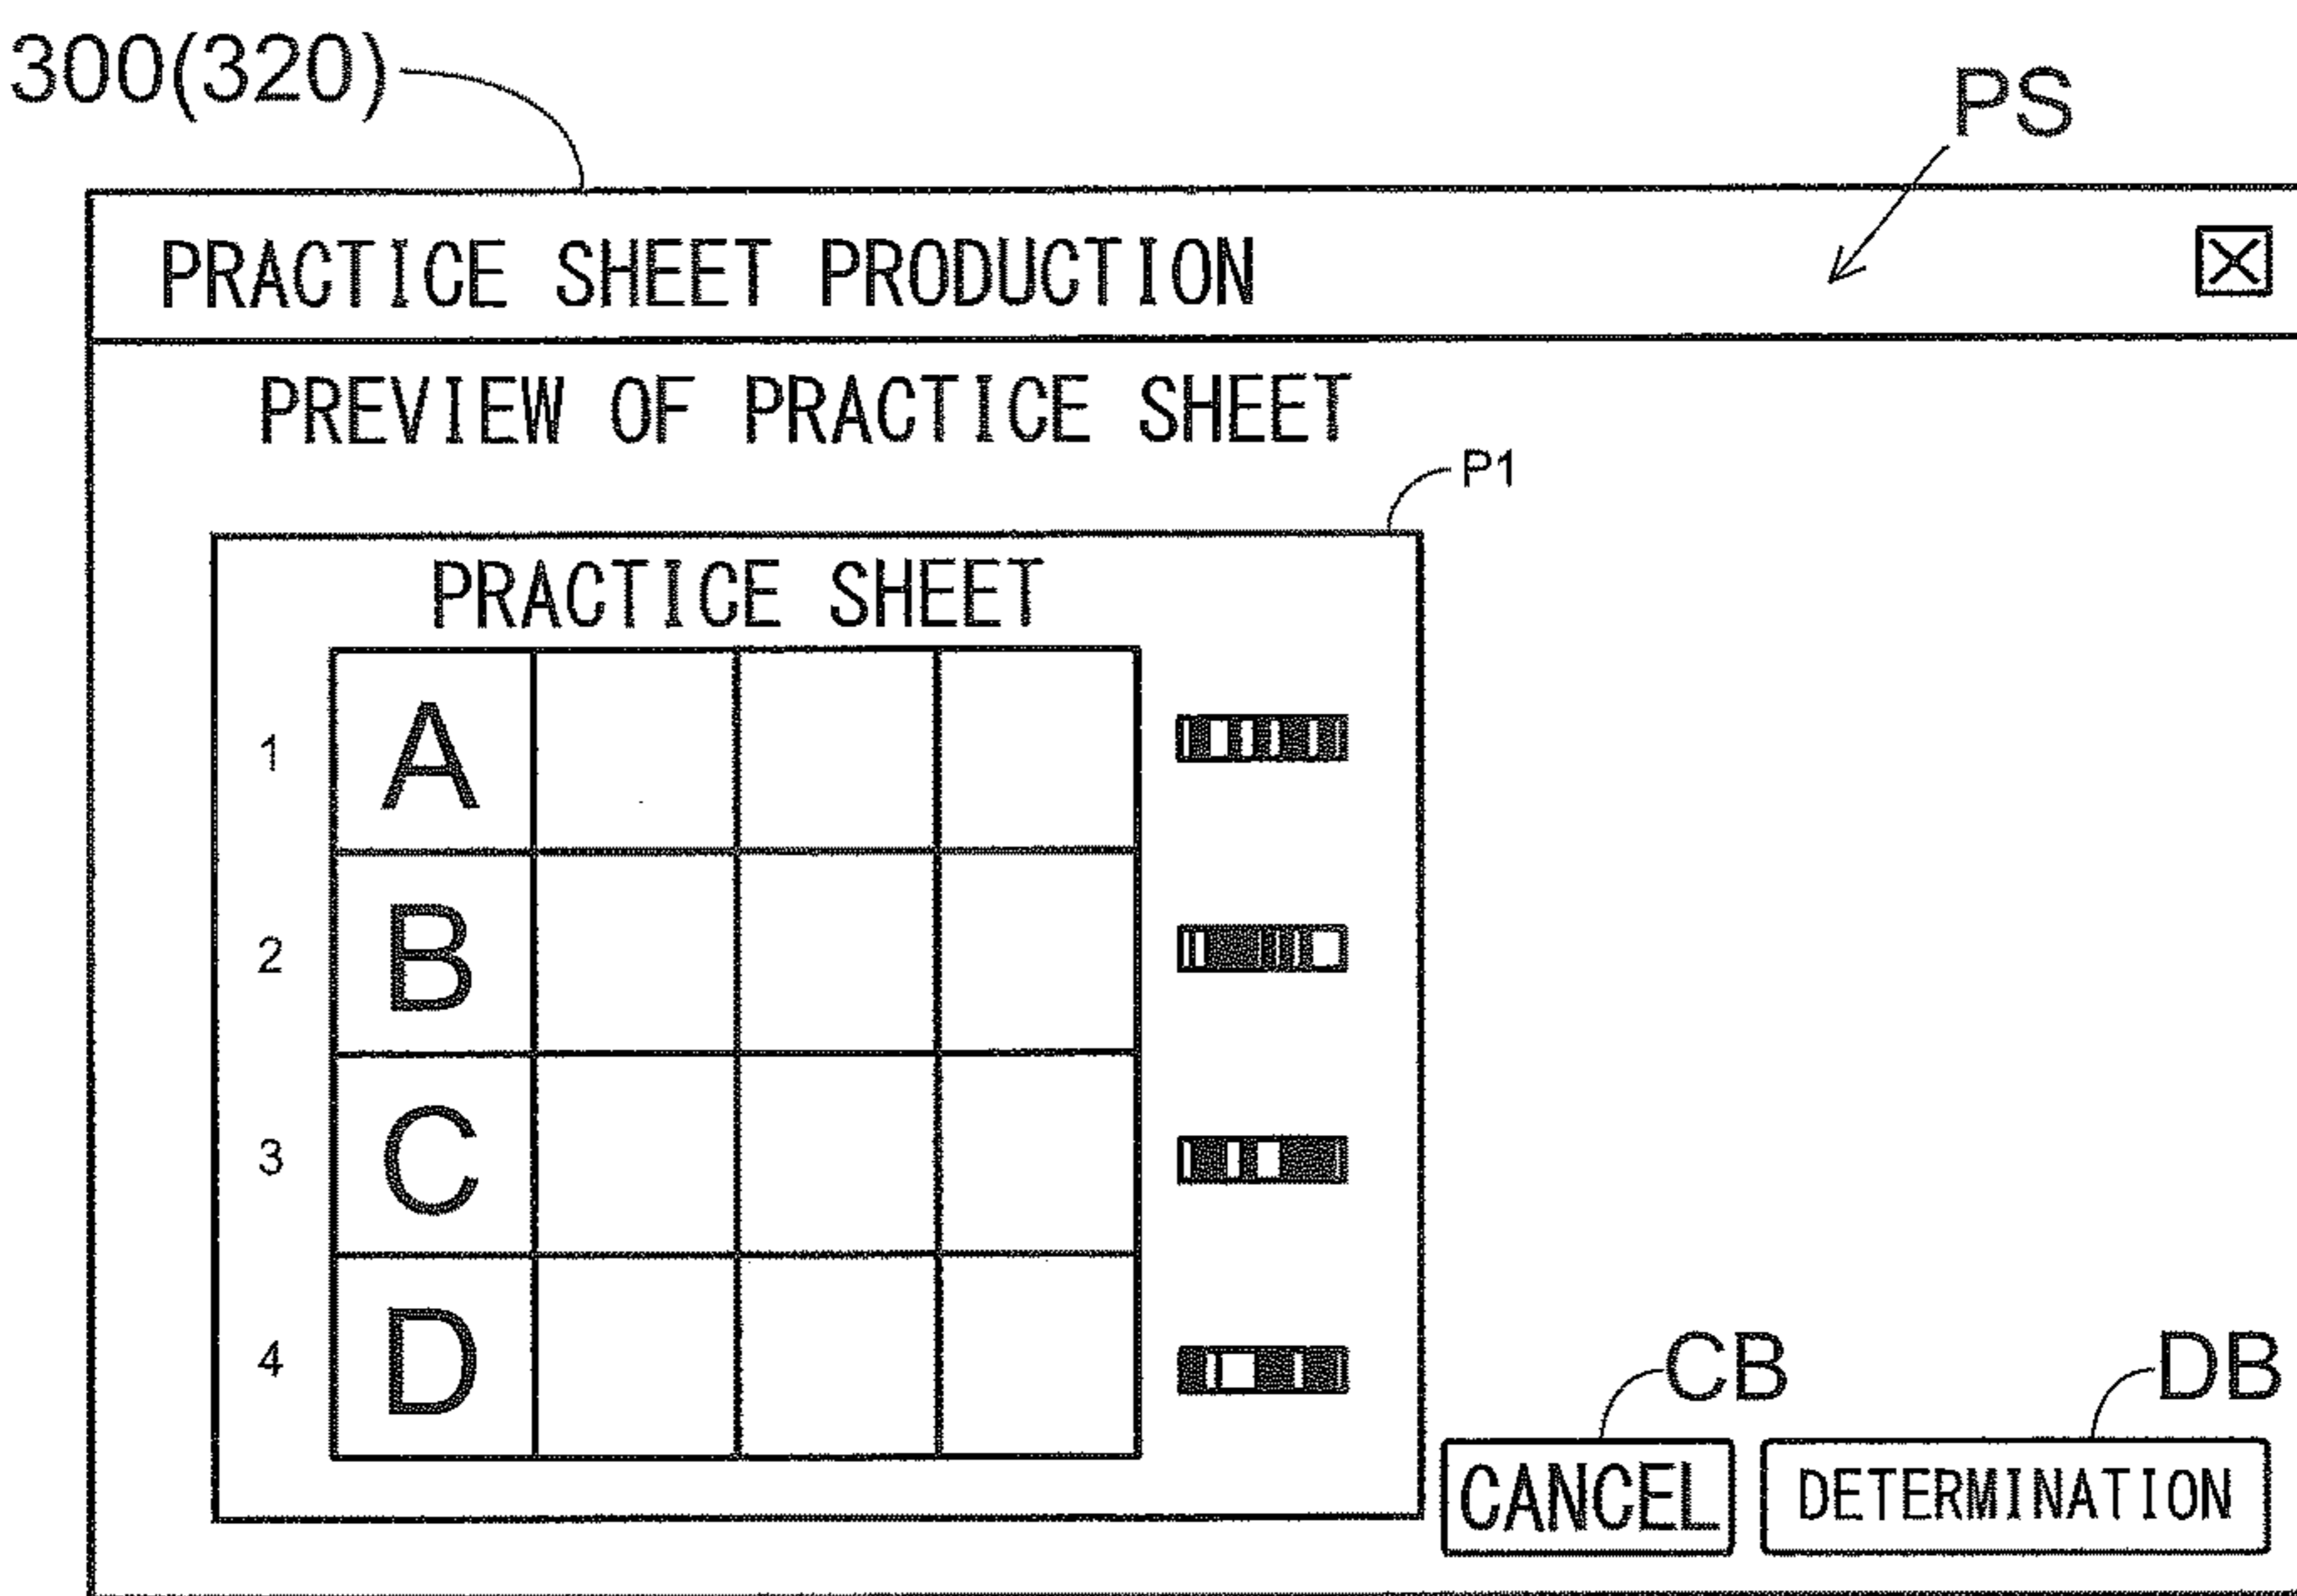 300(320)
PS
PRACTICE SHEET PRODUCTION
PREVIEW OF PRACTICE SHEET
P1
PRACTICE SHEET
1 A
2 B
3 C
4 D
CB
DB
CANCEL
DETERMINATION